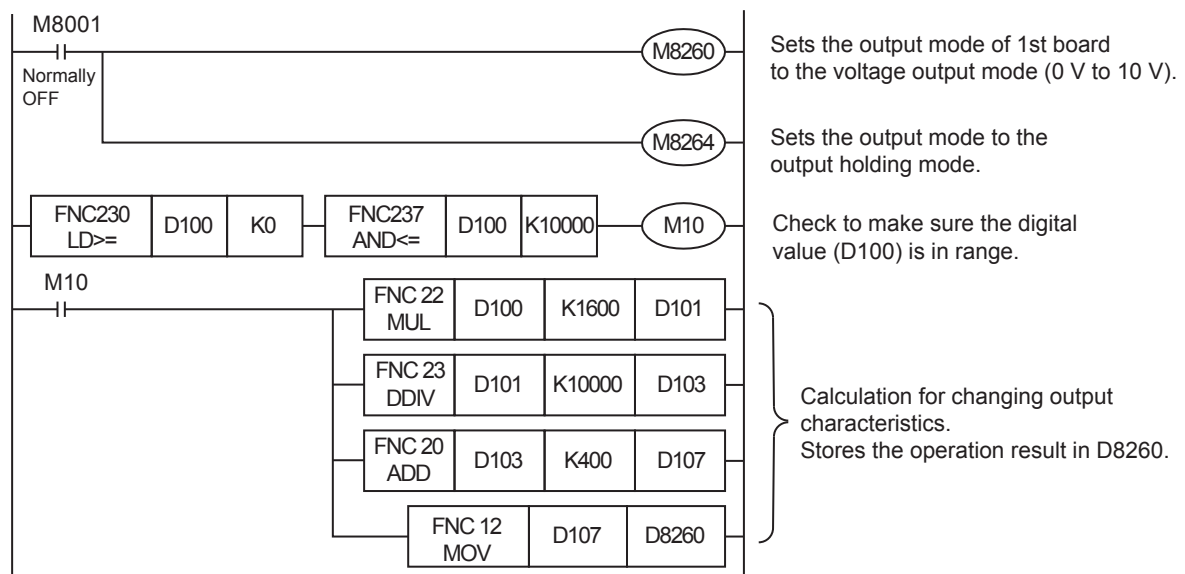 M8001
Normally
OFF
M8260
Sets the output mode of 1st board
to the voltage output mode (0 V to 10 V).
M8264
Sets the output mode to the
output holding mode.
FNC230
LD>=
D100
K0
FNC237
AND<=
D100
K10000
M10
Check to make sure the digital
value (D100) is in range.
M10
FNC 22
MUL
D100
K1600
D101
FNC 23
DDIV
D101
K10000
D103
FNC 20
ADD
D103
K400
D107
FNC 12
MOV
D107
D8260
Calculation for changing output
characteristics.
Stores the operation result in D8260.